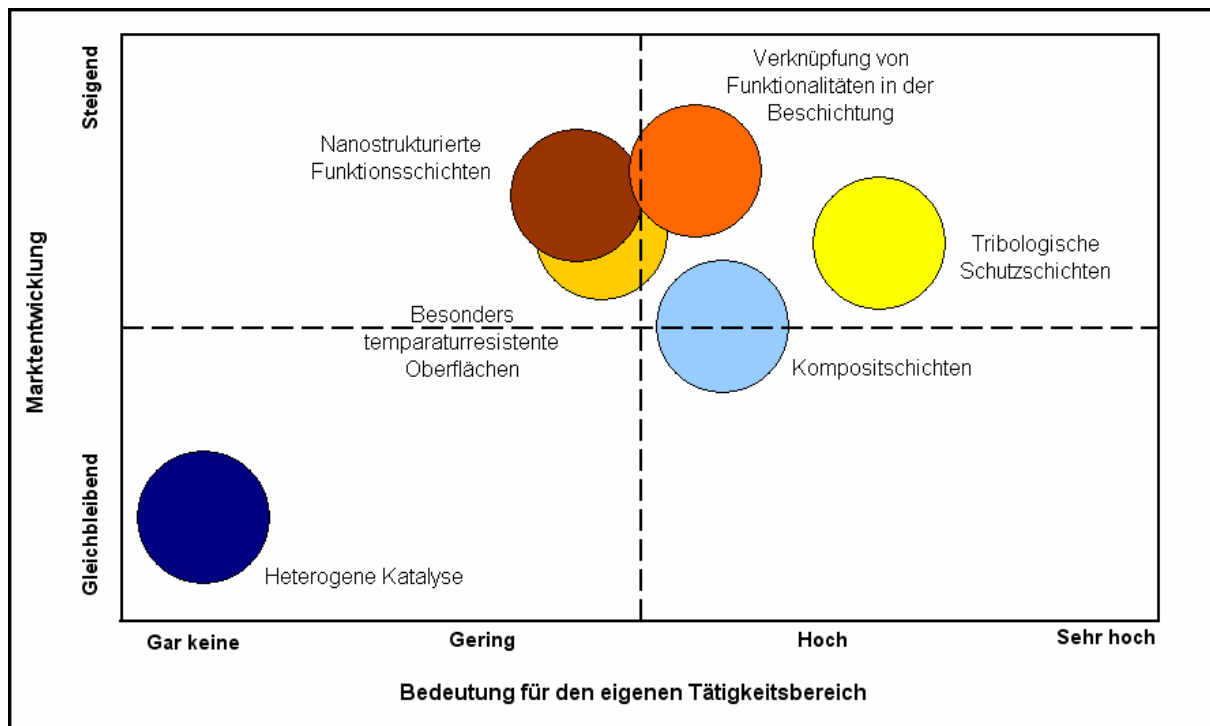 Steigend
Verknüpfung von
Funktionalitäten in der
Beschichtung
Nanostrukturierte
Funktionsschichten
Tribologische
Schutzschichten
Besonders
temparaturresistente
Oberflächen
Kompositschichten
Marktentwicklung
Gleichbleibend
Heterogene Katalyse
Gar keine
Gering
Hoch
Sehr hoch
Bedeutung für den eigenen Tätigkeitsbereich